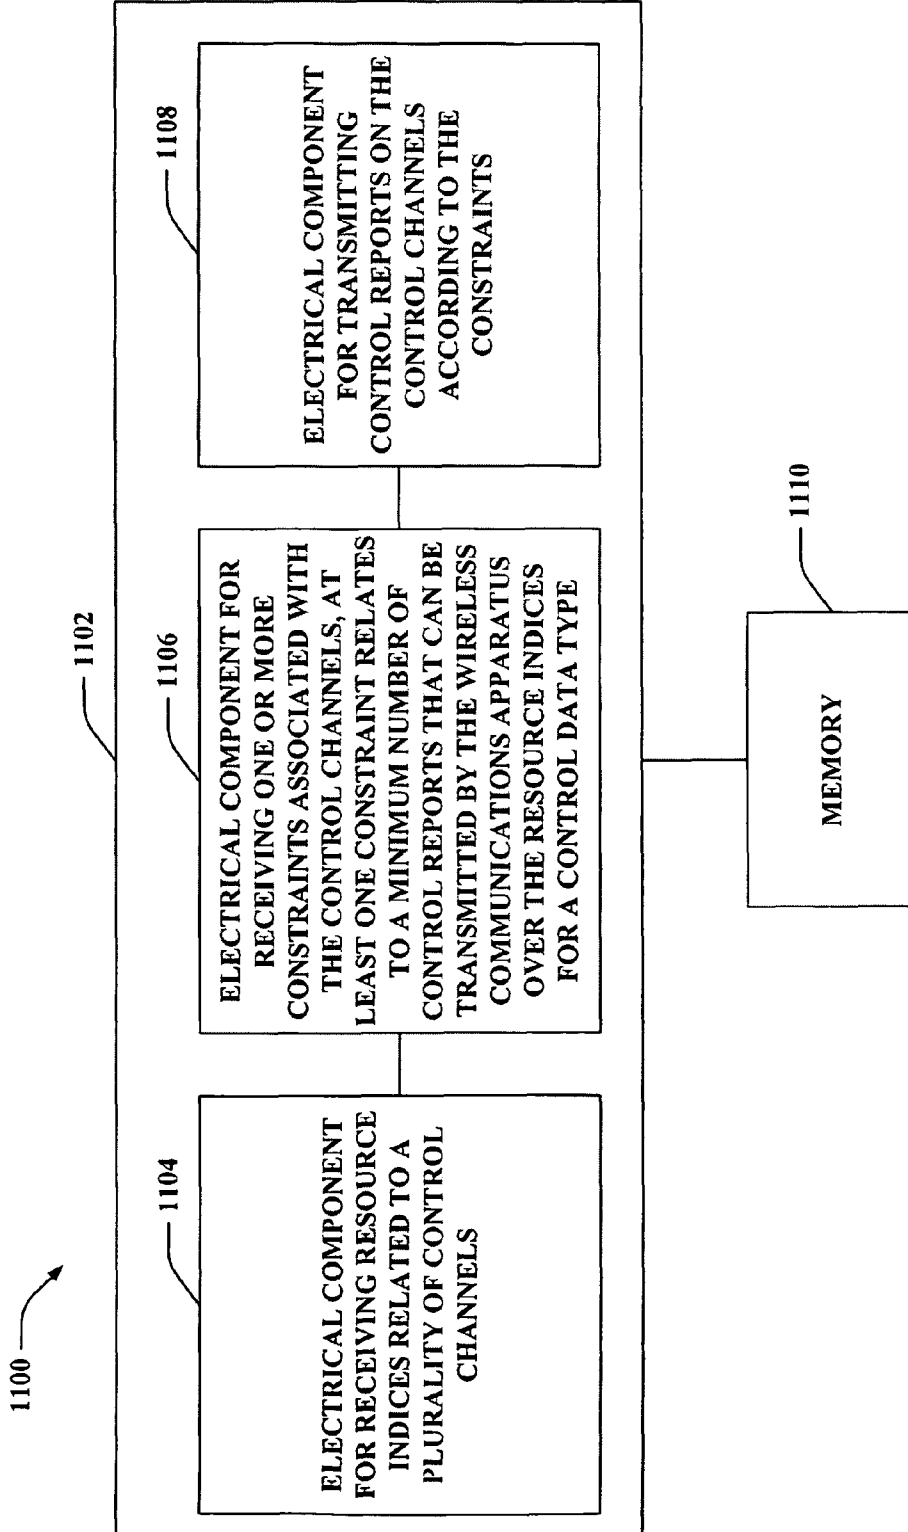 1100
1102
1104
ELECTRICAL COMPONENT
FOR RECEIVING RESOURCE
INDICES RELATED TO A
PLURALITY OF CONTROL
CHANNELS
1106
ELECTRICAL COMPONENT FOR
RECEIVING ONE OR MORE
CONSTRAINTS ASSOCIATED WITH
THE CONTROL CHANNELS, AT
LEAST ONE CONSTRAINT RELATES
TO A MINIMUM NUMBER OF
CONTROL REPORTS THAT CAN BE
TRANSMITTED BY THE WIRELESS
COMMUNICATIONS APPARATUS
OVER THE RESOURCE INDICES
FOR A CONTROL DATA TYPE
1108
ELECTRICAL COMPONENT
FOR TRANSMITTING
CONTROL REPORTS ON THE
CONTROL CHANNELS
ACCORDING TO THE
CONSTRAINTS
1110
MEMORY